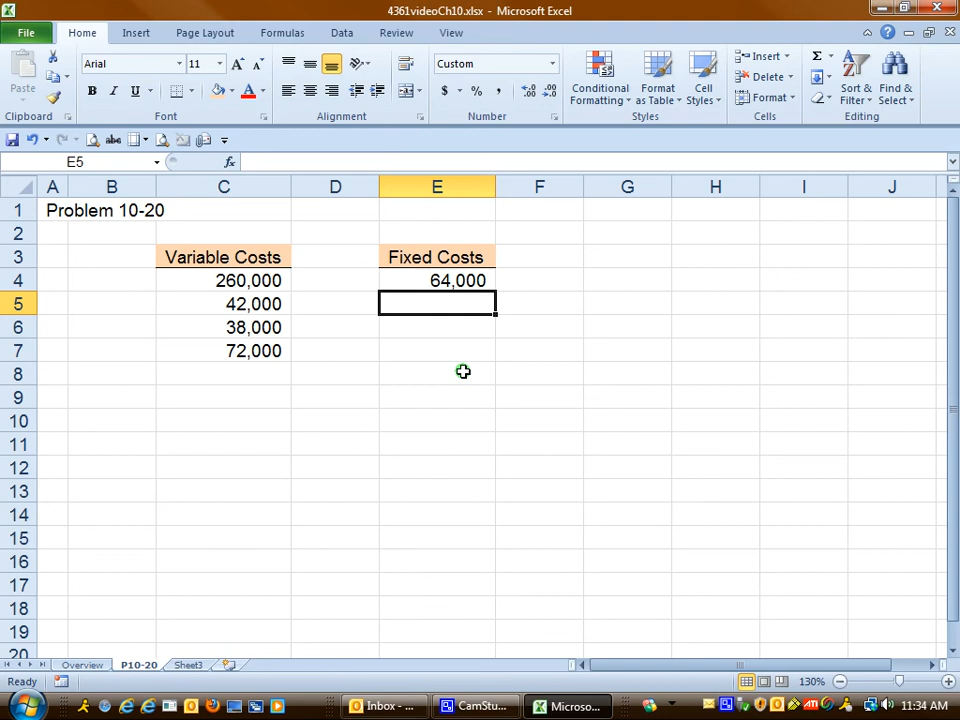 4361videoCh10.xlsx - Microsoft Excel
File Home Insert Page Layout Formulas Data Review View
Paste
Arial 11
Custom
$ % ,
Conditional Formatting
Format as Table
Cell Styles
Insert
Delete
Format
Sort & Filter
Find & Select
Clipboard Font Alignment Number Styles Cells Editing
E5 fx
A B C D E F G H I J
1 Problem 10-20
2
3 Variable Costs Fixed Costs
4 260,000 64,000
5 42,000
6 38,000
7 72,000
8
9
10
11
12
13
14
15
16
17
18
19
20
Overview P10-20 Sheet3
Ready 130%
Inbox - ... CamStu... Microso... 11:34 AM